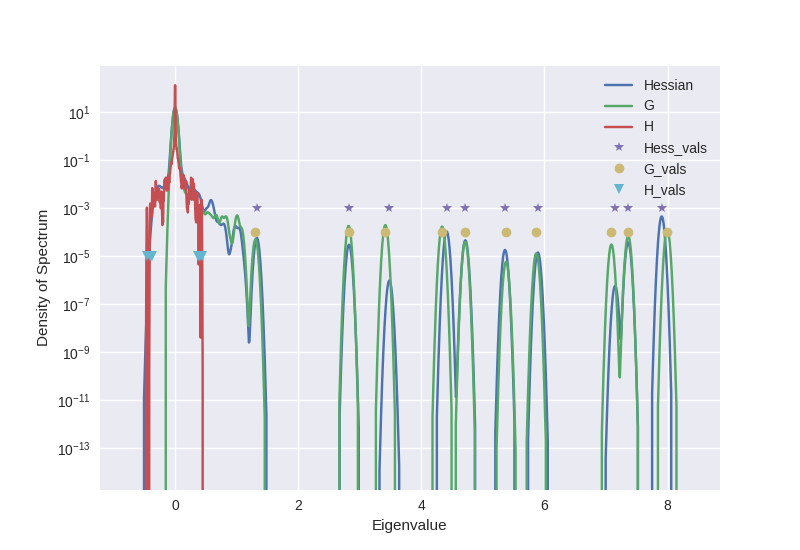 Hessian
G
H
Hess_vals
G_vals
H_vals
10^1
10^−1
10^−3
10^−5
10^−7
10^−9
10^−11
10^−13
Density of Spectrum
0 2 4 6 8
Eigenvalue